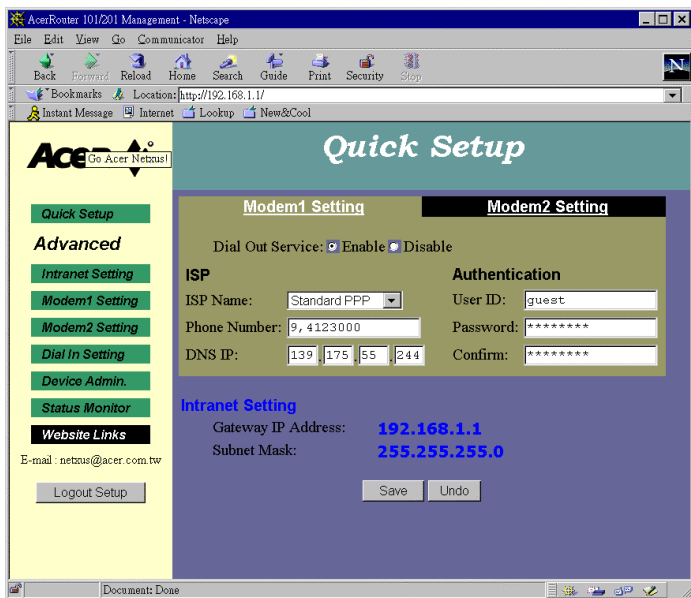 AcerRouter 101/201 Management - Netscape
File Edit View Go Communicator Help
Back Forward Reload Home Search Guide Print Security Stop
N
Bookmarks Location: http://192.168.1.1/
Instant Message Internet Lookup New&Cool
Acer
Go Acer Netxus!
Quick Setup
Quick Setup
Advanced
Intranet Setting
Modem1 Setting
Modem2 Setting
Dial In Setting
Device Admin.
Status Monitor
Website Links
E-mail : netxus@acer.com.tw
Logout Setup
Modem1 Setting Modem2 Setting
Dial Out Service: Enable Disable
ISP Authentication
ISP Name: Standard PPP User ID: guest
Phone Number: 9,4123000 Password: ********
DNS IP: 139 . 175 . 55 . 244 Confirm: ********
Intranet Setting
Gateway IP Address: 192.168.1.1
Subnet Mask: 255.255.255.0
Save Undo
Document: Done